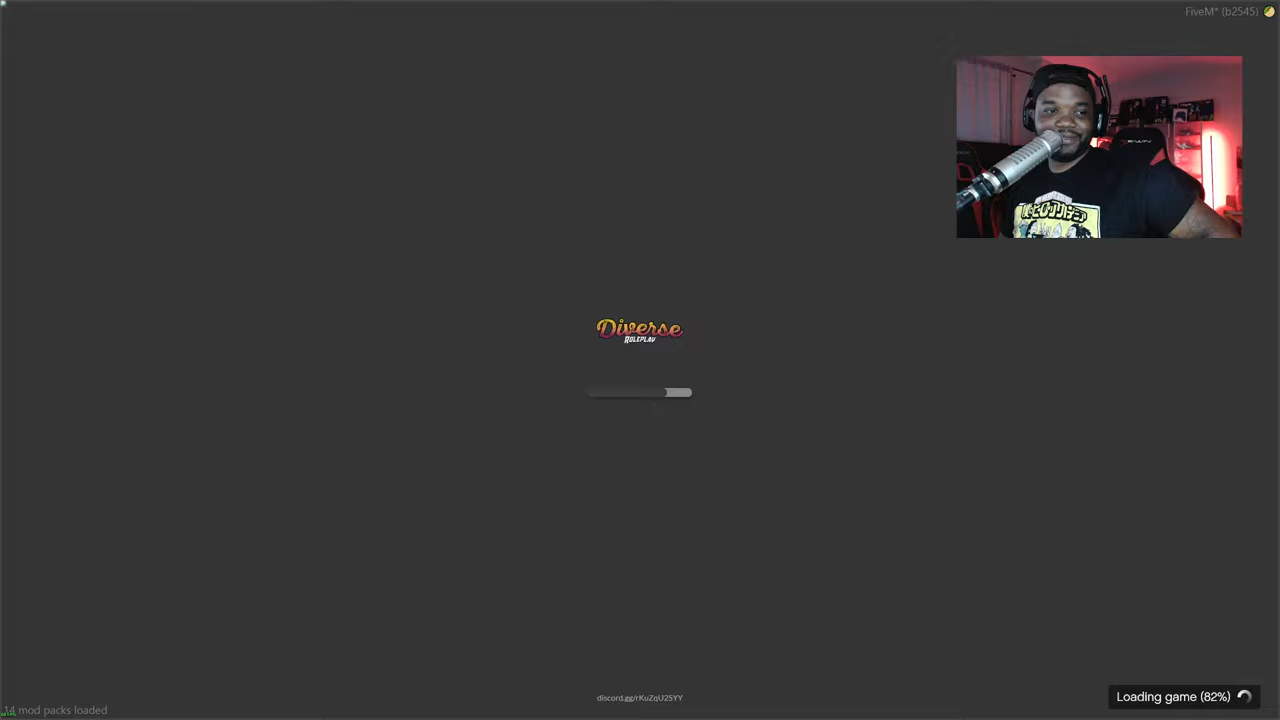 FiveM* (b2545)
Diverse
ROLEPLAY
discord.gg/rKuZqU2SYY
Loading game (82%)
14 mod packs loaded